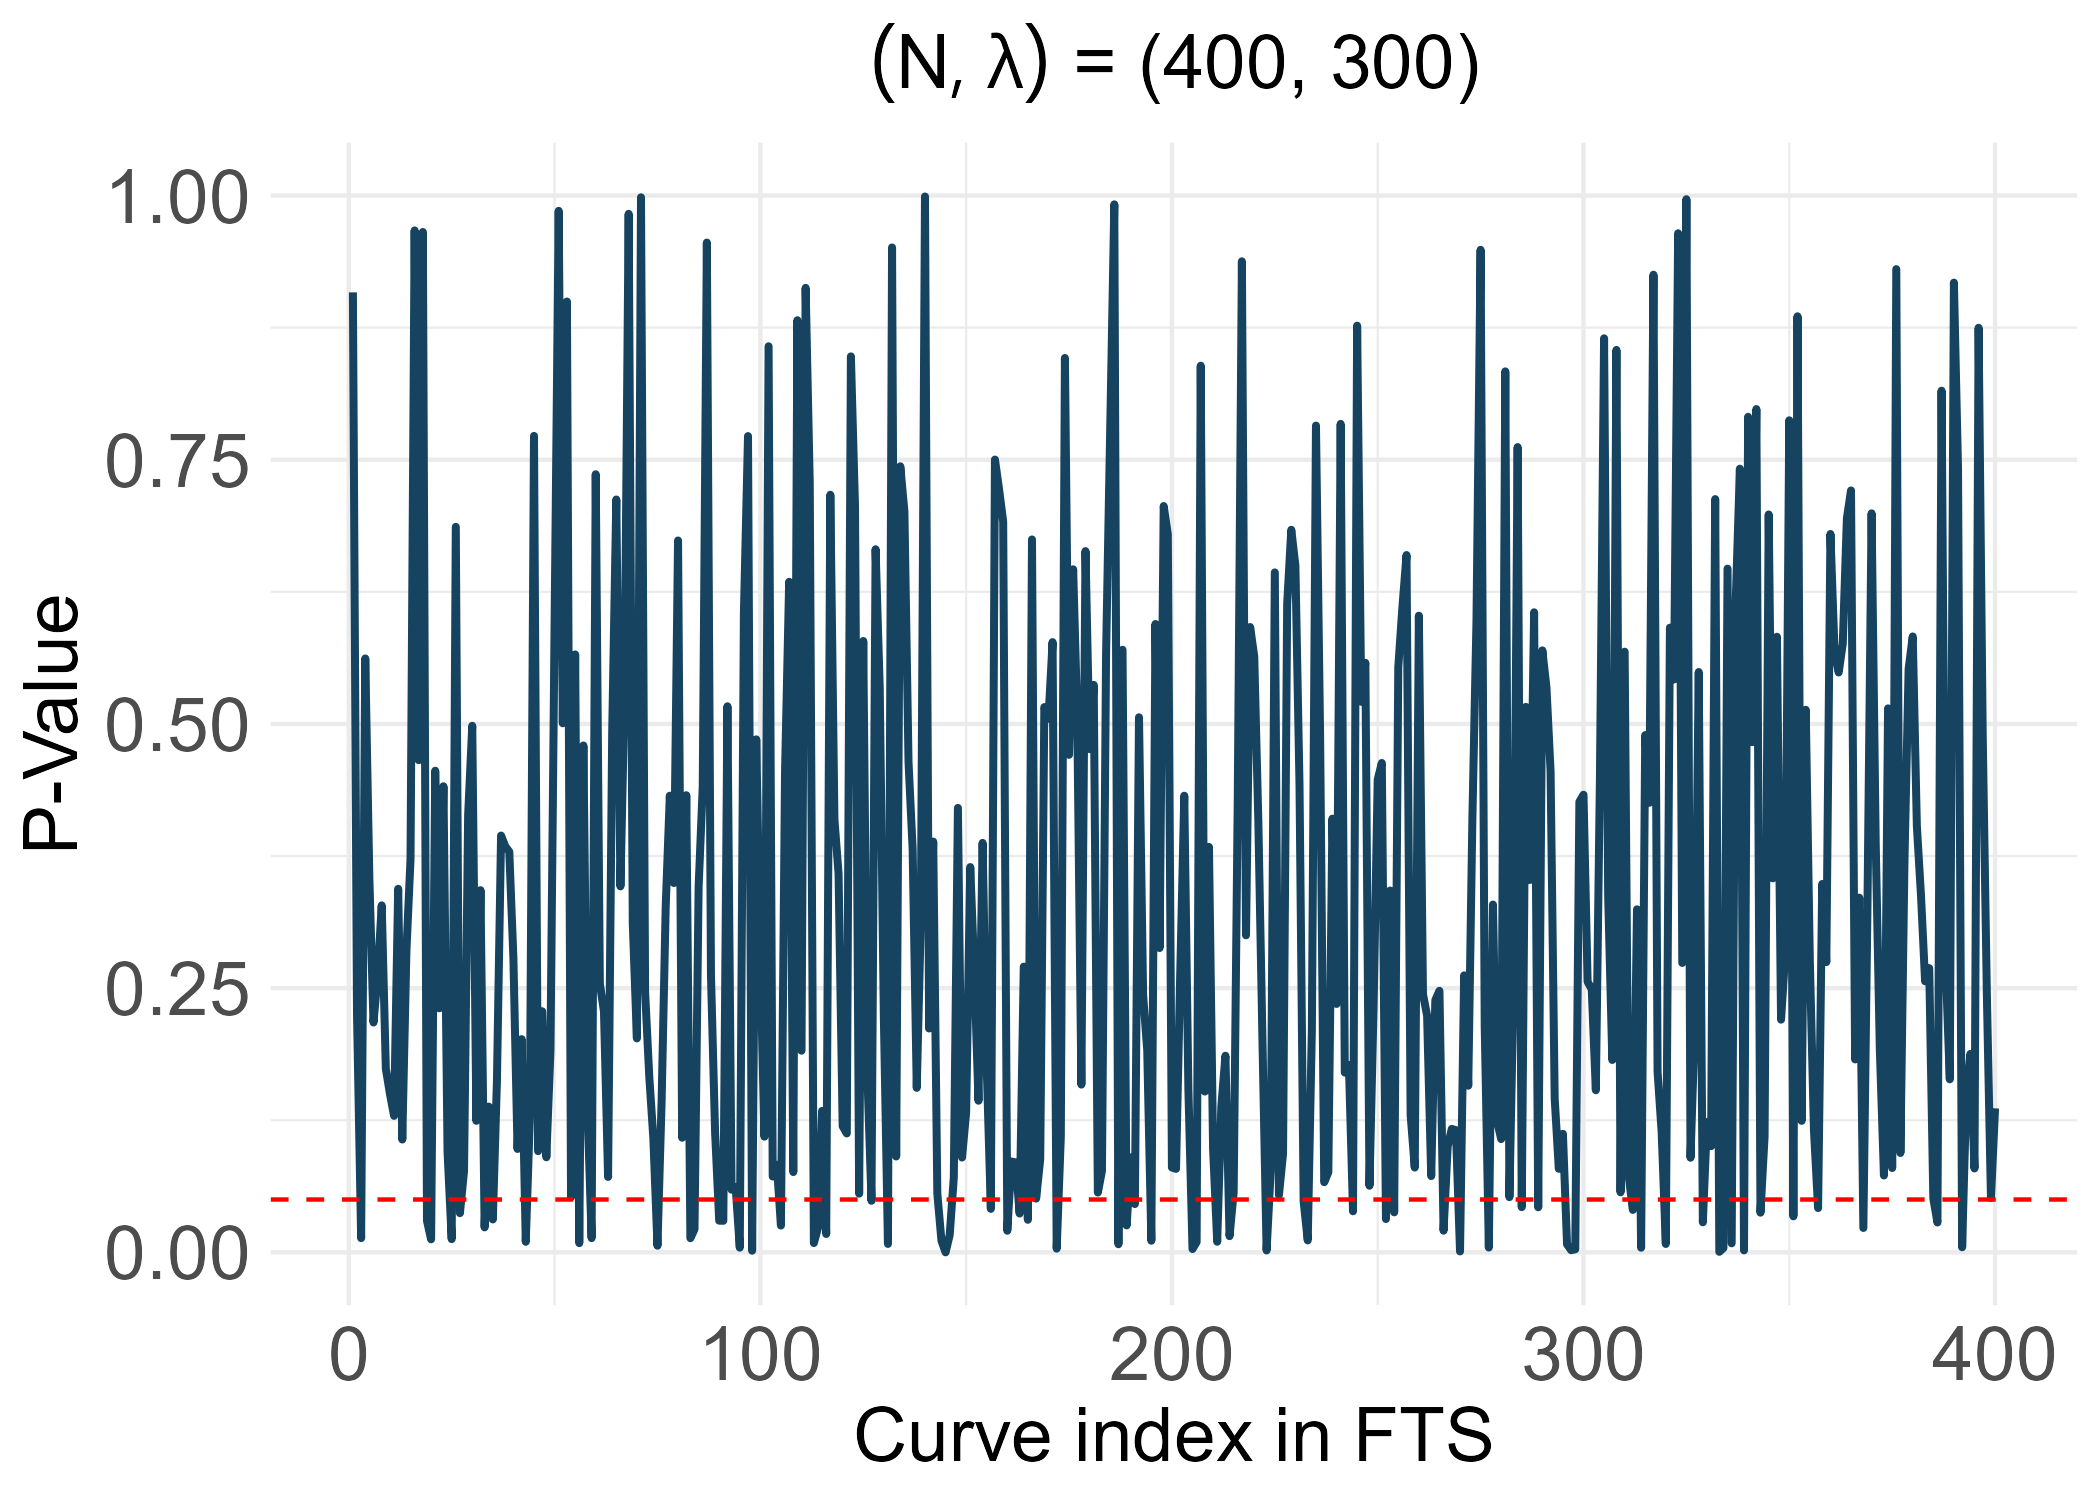 (N, λ) = (400, 300)
1.00
0.75
0.50
0.25
0.00
P-Value
0 100 200 300 400
Curve index in FTS